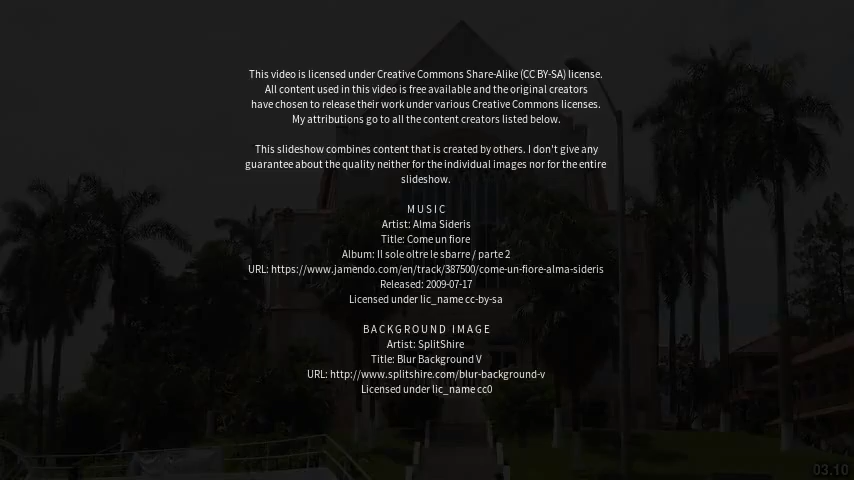 This video is licensed under Creative Commons Share-Alike (CC BY-SA) license.
All content used in this video is free available and the original creators
have chosen to release their work under various Creative Commons licenses.
My attributions go to all the content creators listed below.
This slideshow combines content that is created by others. I don't give any
guarantee about the quality neither for the individual images nor for the entire
slideshow.
MUSIC
Artist: Alma Sideris
Title: Come un fiore
Album: Il sole oltre le sbarre / parte 2
URL: https://www.jamendo.com/en/track/387500/come-un-fiore-alma-sideris
Released: 2009-07-17
Licensed under lic_name cc-by-sa
BACKGROUND IMAGE
Artist: SplitShire
Title: Blur Background V
URL: http://www.splitshire.com/blur-background-v
Licensed under lic_name cc0
03.10